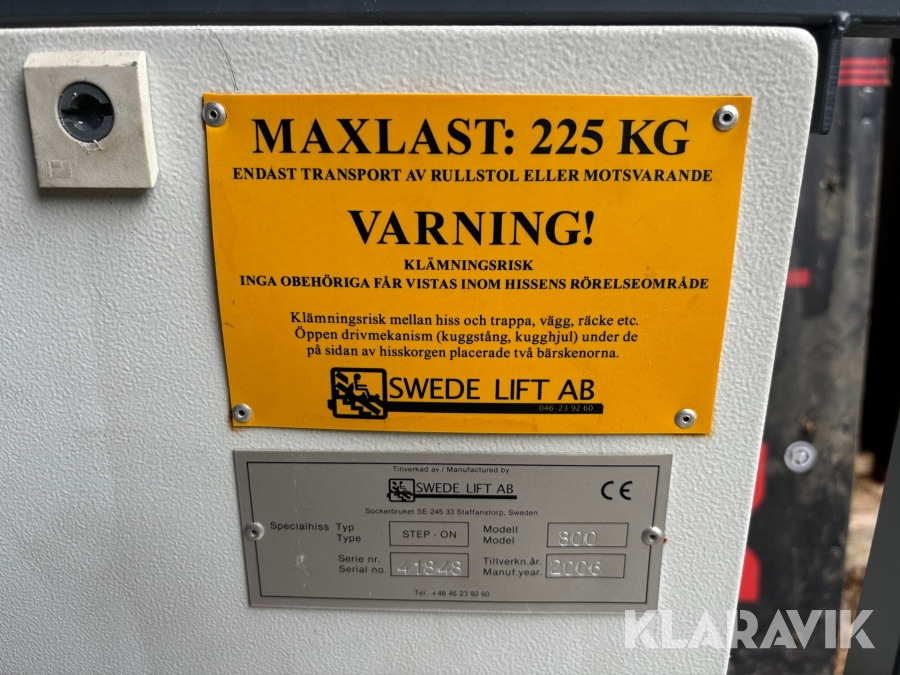 MAXLAST: 225 KG
ENDAST TRANSPORT AV RULLSTOL ELLER MOTSVARANDE
VARNING!
KLÄMNINGSRISK
INGA OBEHÖRIGA FÅR VISTAS INOM HISSENS RÖRELSEOMRÅDE
Klämningsrisk mellan hiss och trappa, vägg, räcke etc.
Öppen drivmekanism (kuggstång, kugghjul) under de
på sidan av hisskorgen placerade två bärskenorna.
SWEDE LIFT AB
046-23 92 60
Tillverkad av / Manufactured by
SWEDE LIFT AB
CE
Sockerbruket SE-245 33 Staffanstorp, Sweden
Specialhiss Typ STEP - ON Modell 800
Type Model
Serie nr. 41848 Tillverkn.år. 2006
Serial no. Manuf.year.
Tel. +46 46 23 92 60
KLARAVIK